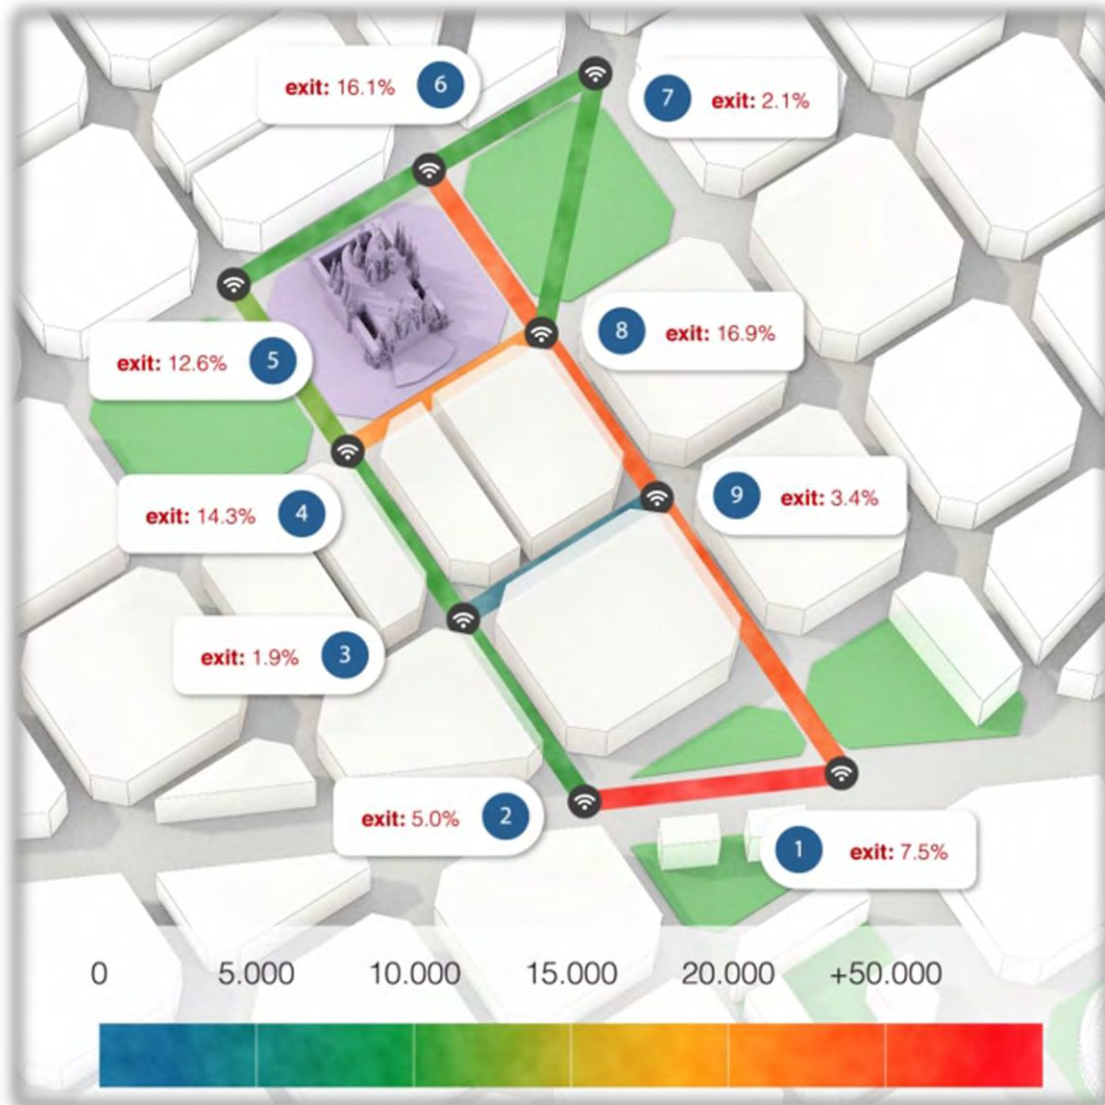 exit: 16.1% 6
7 exit: 2.1%
8 exit: 16.9%
exit: 12.6% 5
9 exit: 3.4%
exit: 14.3% 4
exit: 1.9% 3
exit: 5.0% 2
1 exit: 7.5%
0 5.000 10.000 15.000 20.000 +50.000